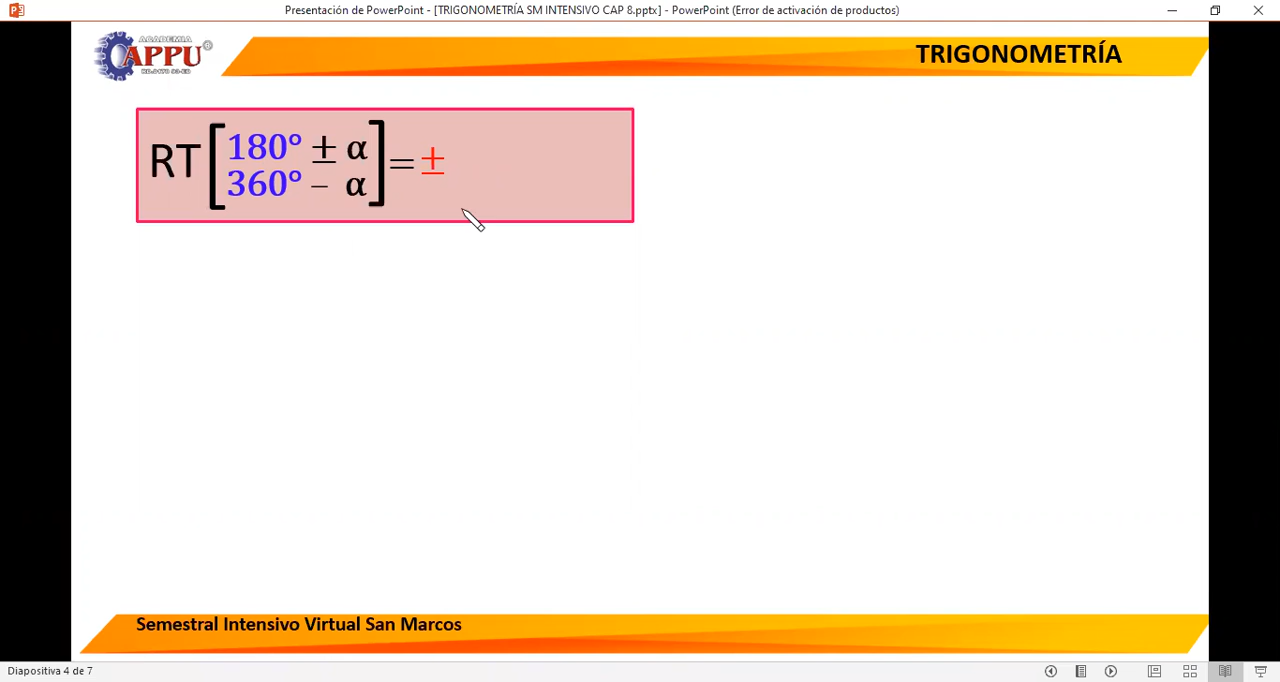 Presentación de PowerPoint - [TRIGONOMETRÍA SM INTENSIVO CAP 8.pptx] - PowerPoint (Error de activación de productos)
ACADEMIA
APPU
TRIGONOMETRÍA
RT [ 180° ± α
360° − α ] = ±
Semestral Intensivo Virtual San Marcos
Diapositiva 4 de 7